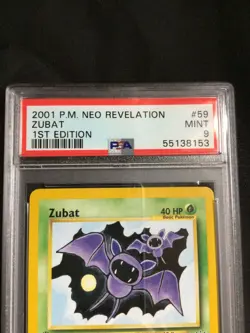 2001 P.M. NEO REVELATION #59
ZUBAT MINT
1ST EDITION PSA 9
55138153
Zubat 40 HP
Basic Pokémon